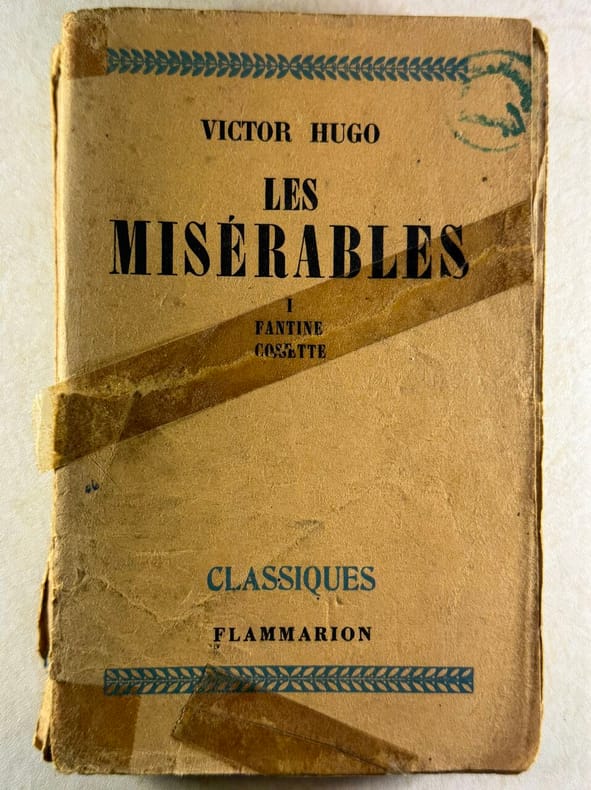 VICTOR HUGO
LES
MISÉRABLES
I
FANTINE
COSETTE
CLASSIQUES
FLAMMARION